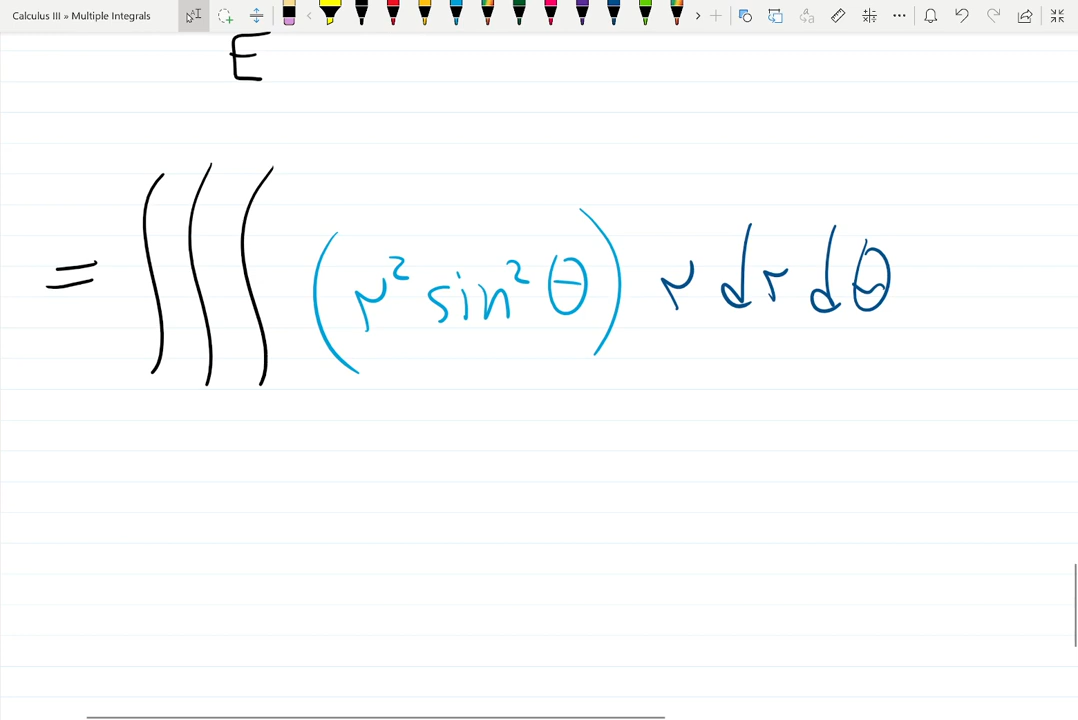 Calculus III » Multiple Integrals
E
= ∫∫∫ (r² sin² θ) r dr dθ